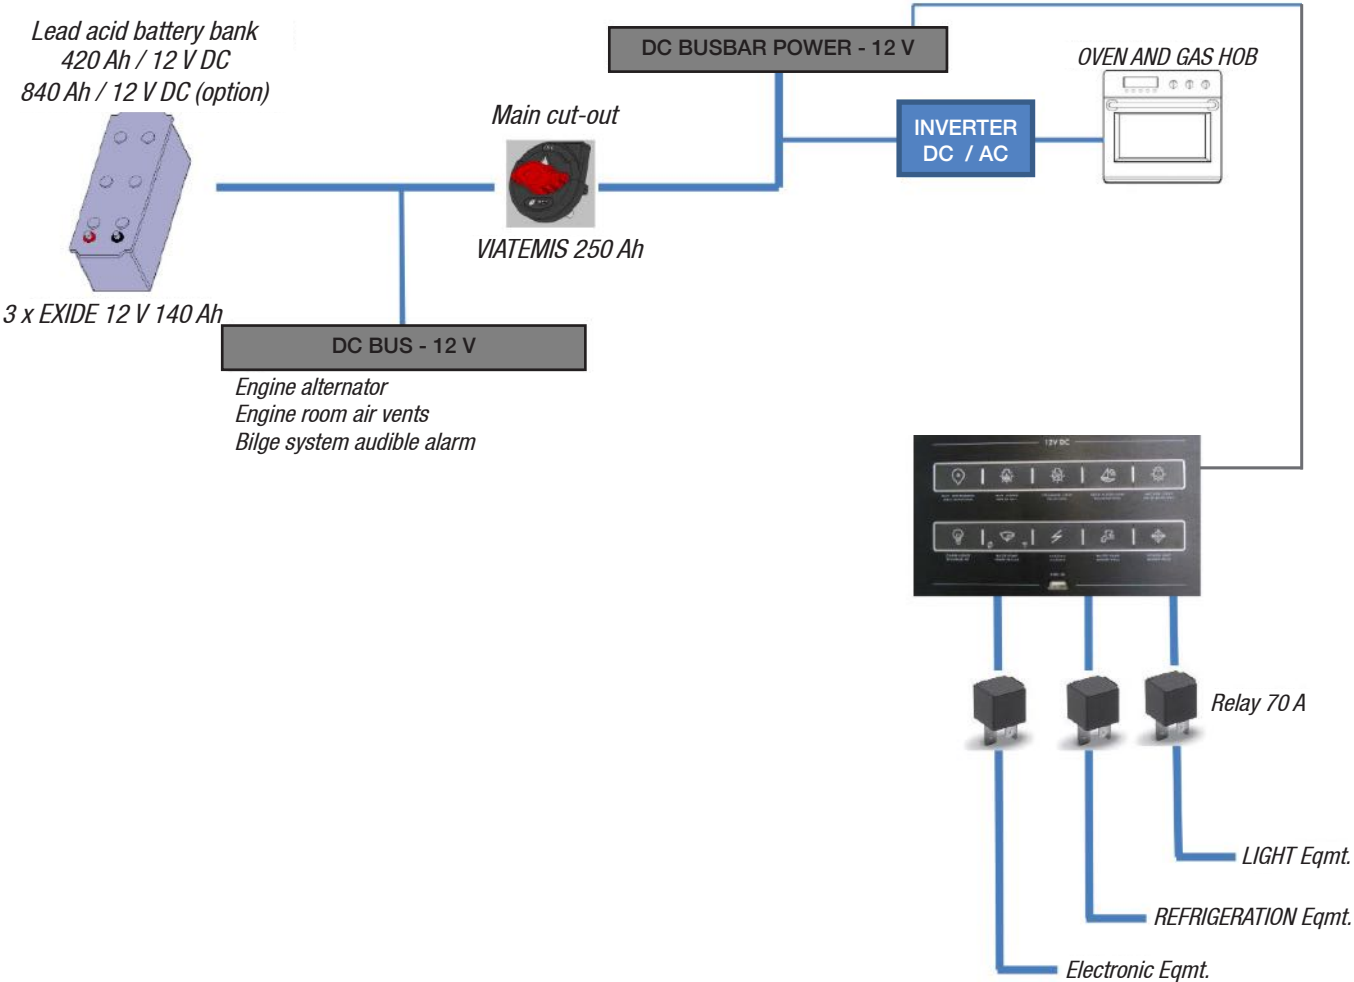 Lead acid battery bank
420 Ah / 12 V DC
840 Ah / 12 V DC (option)
3 x EXIDE 12 V 140 Ah
Main cut-out
VIATEMIS 250 Ah
DC BUSBAR POWER - 12 V
INVERTER
DC / AC
OVEN AND GAS HOB
DC BUS - 12 V
Engine alternator
Engine room air vents
Bilge system audible alarm
12V DC
Relay 70 A
LIGHT Eqmt.
REFRIGERATION Eqmt.
Electronic Eqmt.